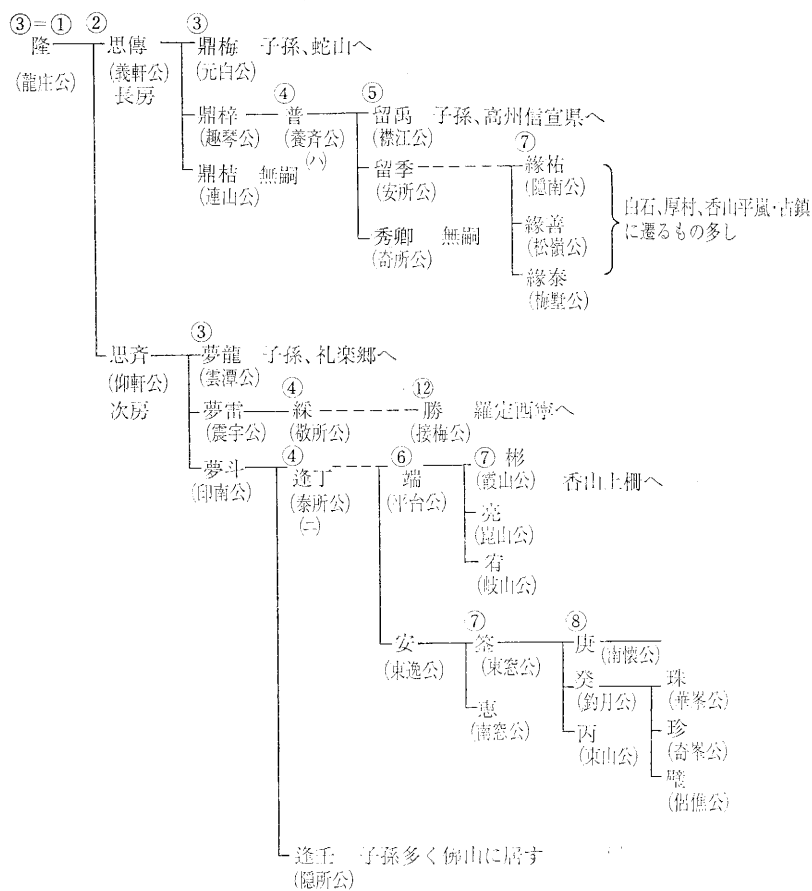 ③=① ② ③
隆 思傳 鼎梅 子孫、蛇山へ
(龍庄公) (義軒公) (元白公)
長房
④ ⑤
鼎梓 普 留禹 子孫、高州信宣県へ
(趣琴公) (養斉公) (襟江公)
(ハ) ⑦
鼎桔 無嗣 留季 緣祐
(連山公) (安所公) (隠南公)
白石、厚村、香山平嵐・古鎮
に遷るもの多し
秀卿 無嗣 緣善
(奇所公) (松嶺公)
緣泰
(梅墅公)
③
思斉 夢龍 子孫、礼楽郷へ
(仰軒公) (雲潭公)
次房 ④ ⑫
夢雷 綵 勝 羅定西寧へ
(震宇公) (敬所公) (接梅公)
④ ⑥ ⑦
夢斗 逢丁 端 彬
(印南公) (泰所公) (平台公) (霞山公) 香山上柵へ
(ニ)
亮
(崑山公)
宥
(岐山公)
⑦ ⑧
安 庚
(東逸公) (東窓公) (南懷公)
癸 珠
(釣月公) (華峯公)
恵
(南窓公)
丙 珍
(東山公) (奇峯公)
璧
(侶僬公)
逢壬 子孫多く佛山に居す
(隠所公)